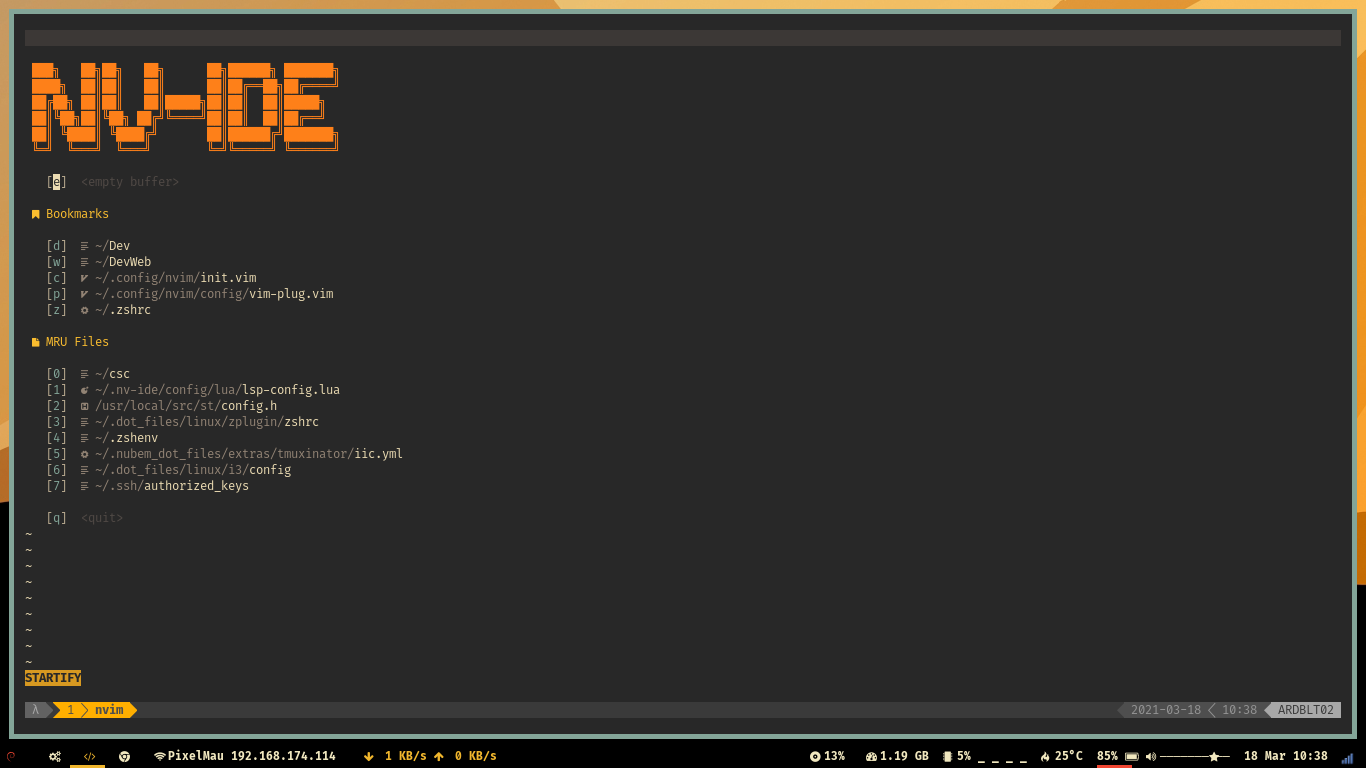 NV-IDE
[e] <empty buffer>
Bookmarks
[d] ~/Dev
[w] ~/DevWeb
[c] ~/.config/nvim/init.vim
[p] ~/.config/nvim/config/vim-plug.vim
[z] ~/.zshrc
MRU Files
[0] ~/csc
[1] ~/.nv-ide/config/lua/lsp-config.lua
[2] /usr/local/src/st/config.h
[3] ~/.dot_files/linux/zplugin/zshrc
[4] ~/.zshenv
[5] ~/.nubem_dot_files/extras/tmuxinator/iic.yml
[6] ~/.dot_files/linux/i3/config
[7] ~/.ssh/authorized_keys
[q] <quit>
~
~
~
~
~
~
~
~
~
STARTIFY
λ 1 nvim 2021-03-18 10:38 ARDBLT02
PixelMau 192.168.174.114 1 KB/s 0 KB/s 13% 1.19 GB 5% _ _ _ _ 25°C 85% 18 Mar 10:38